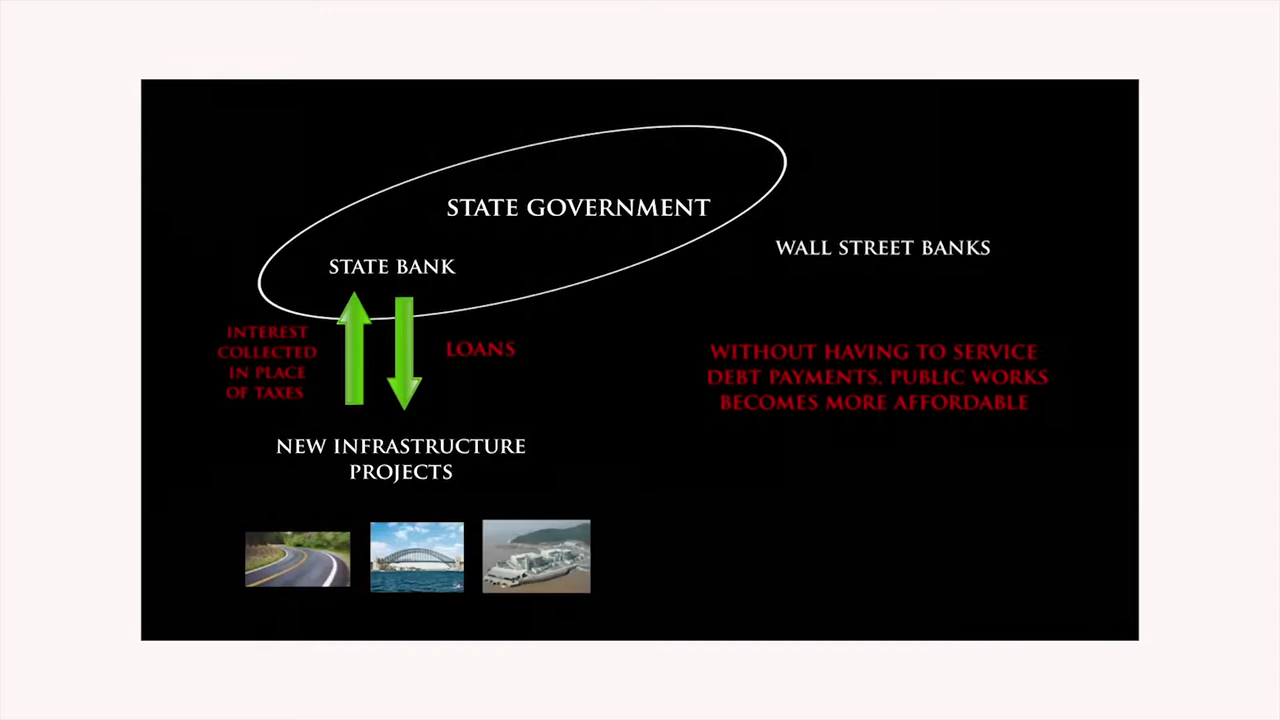 STATE GOVERNMENT
STATE BANK
WALL STREET BANKS
INTEREST
COLLECTED
IN PLACE
OF TAXES
LOANS
WITHOUT HAVING TO SERVICE
DEBT PAYMENTS, PUBLIC WORKS
BECOMES MORE AFFORDABLE
NEW INFRASTRUCTURE
PROJECTS